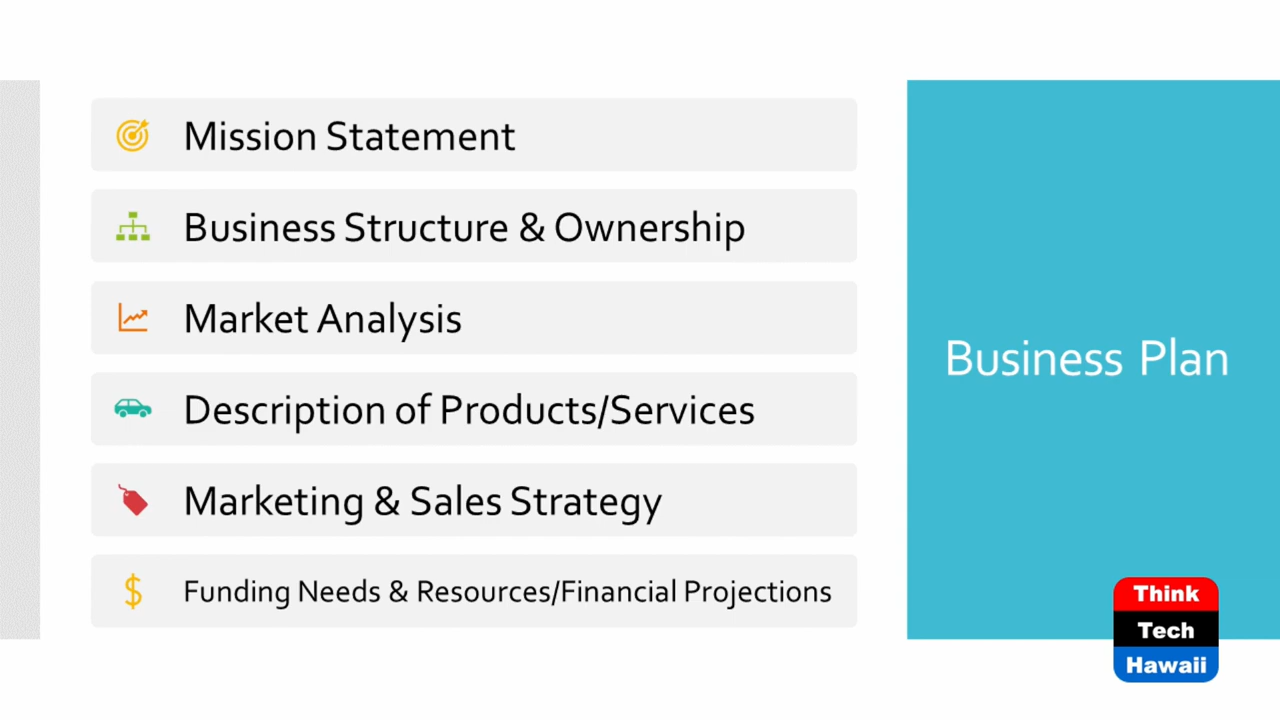 Mission Statement
Business Structure & Ownership
Market Analysis
Description of Products/Services
Marketing & Sales Strategy
$ Funding Needs & Resources/Financial Projections
Business Plan
Think
Tech
Hawaii